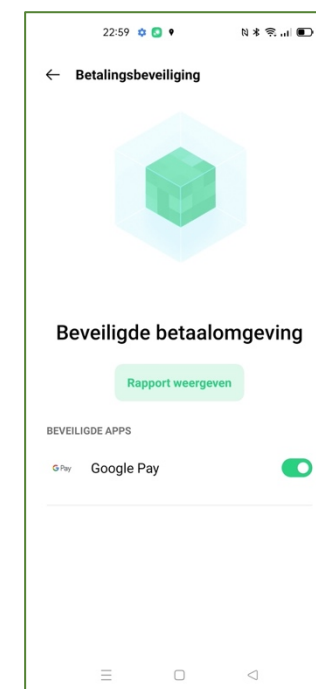 22:59
Betalingsbeveiliging
Beveiligde betaalomgeving
Rapport weergeven
BEVEILIGDE APPS
G Pay Google Pay